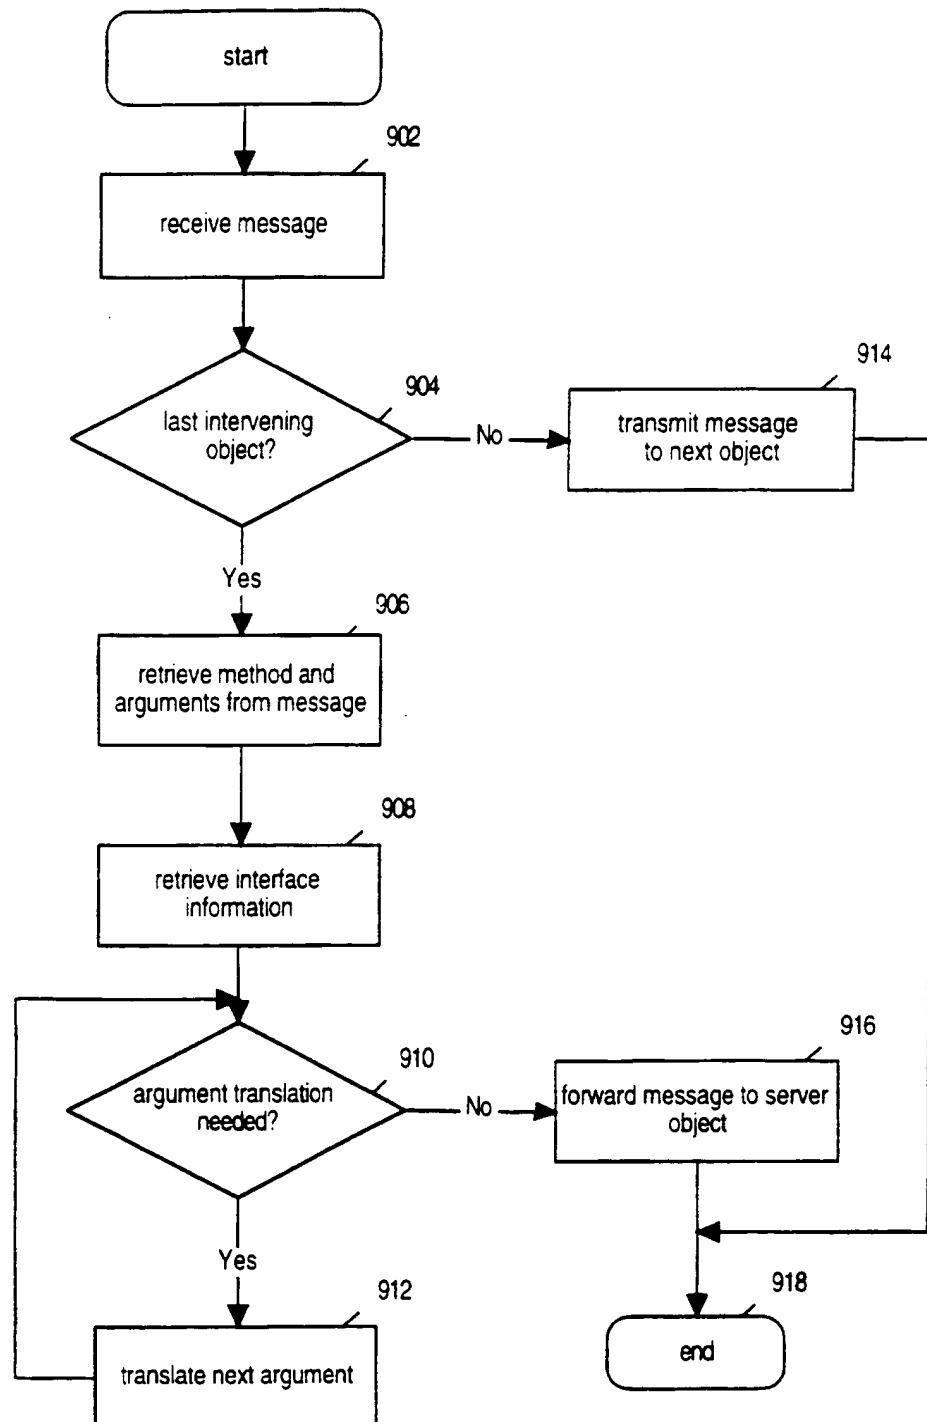 start
902
receive message
904
last intervening
object?
No
914
transmit message
to next object
Yes
906
retrieve method and
arguments from message
908
retrieve interface
information
910
argument translation
needed?
No
916
forward message to server
object
Yes
912
translate next argument
918
end